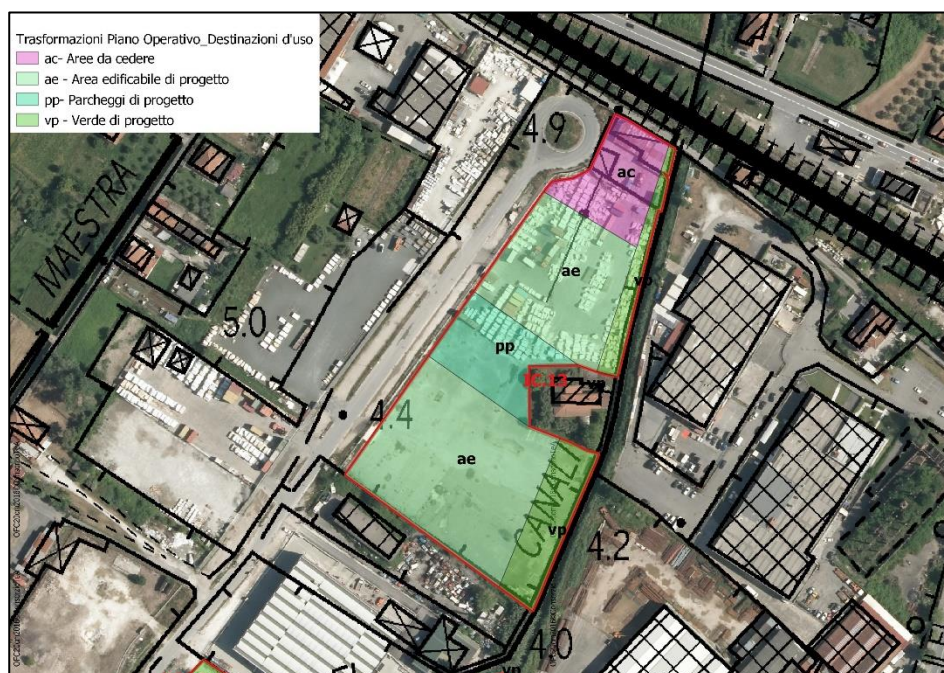 Trasformazioni Piano Operativo_Destinazioni d'uso
ac- Aree da cedere
ae - Area edificabile di progetto
pp- Parcheggi di progetto
vp - Verde di progetto
4.9
ac
MAESTRA
ae
vp
5.0
pp
vp
4.4
ae
CANALI
vp
4.2
4.0
vp